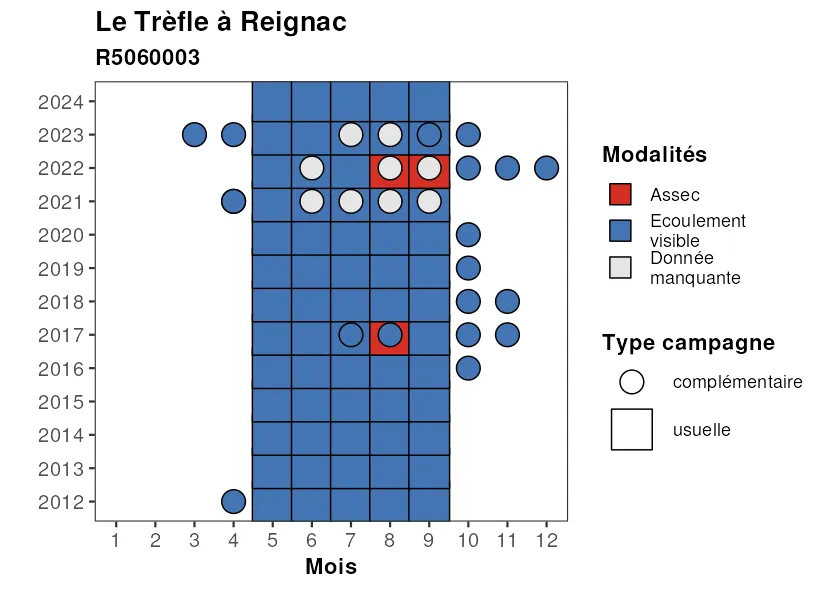 Le Trèfle à Reignac
R5060003
2024
2023
2022
2021
2020
2019
2018
2017
2016
2015
2014
2013
2012
1 2 3 4 5 6 7 8 9 10 11 12
Mois
Modalités
Assec
Ecoulement
visible
Donnée
manquante
Type campagne
complémentaire
usuelle